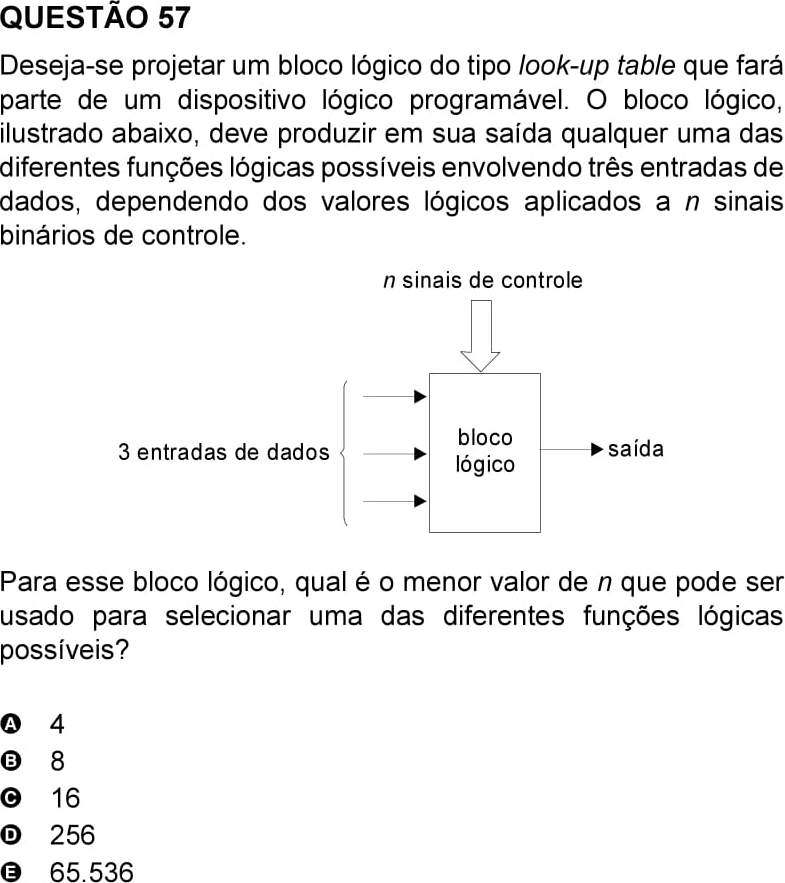 QUESTÃO 57
Deseja-se projetar um bloco lógico do tipo look-up table que fará
parte de um dispositivo lógico programável. O bloco lógico,
ilustrado abaixo, deve produzir em sua saída qualquer uma das
diferentes funções lógicas possíveis envolvendo três entradas de
dados, dependendo dos valores lógicos aplicados a n sinais
binários de controle.
n sinais de controle
3 entradas de dados
bloco
lógico
saída
Para esse bloco lógico, qual é o menor valor de n que pode ser
usado para selecionar uma das diferentes funções lógicas
possíveis?
A 4
B 8
C 16
D 256
E 65.536